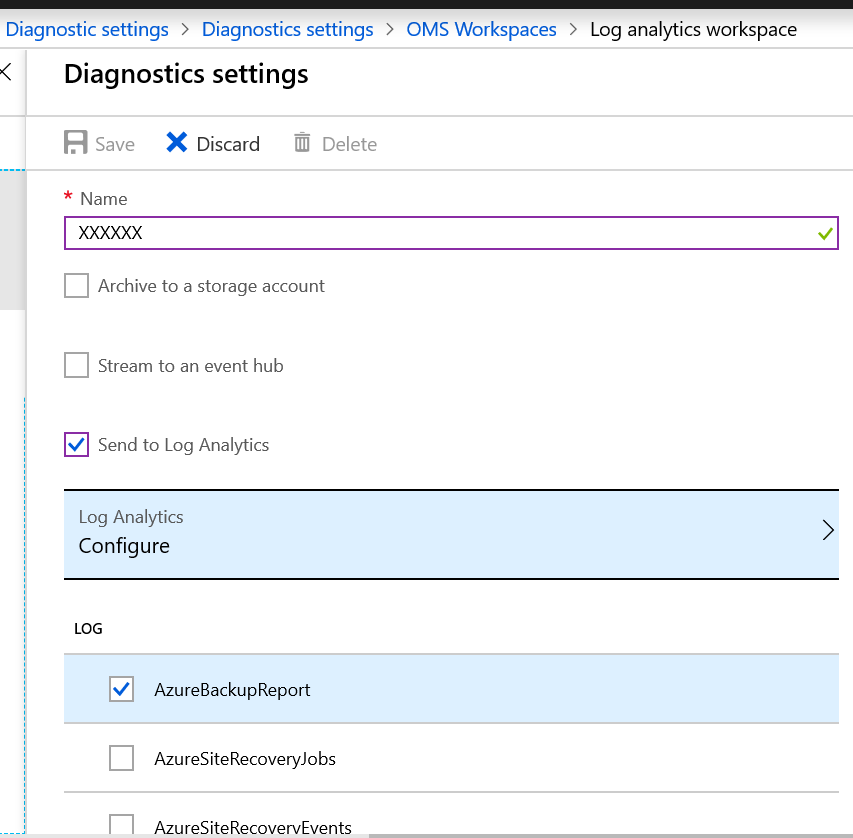 Diagnostic settings > Diagnostics settings > OMS Workspaces > Log analytics workspace
Diagnostics settings
Save Discard Delete
* Name
XXXXXX
Archive to a storage account
Stream to an event hub
Send to Log Analytics
Log Analytics
Configure
LOG
AzureBackupReport
AzureSiteRecoveryJobs
AzureSiteRecoveryEvents